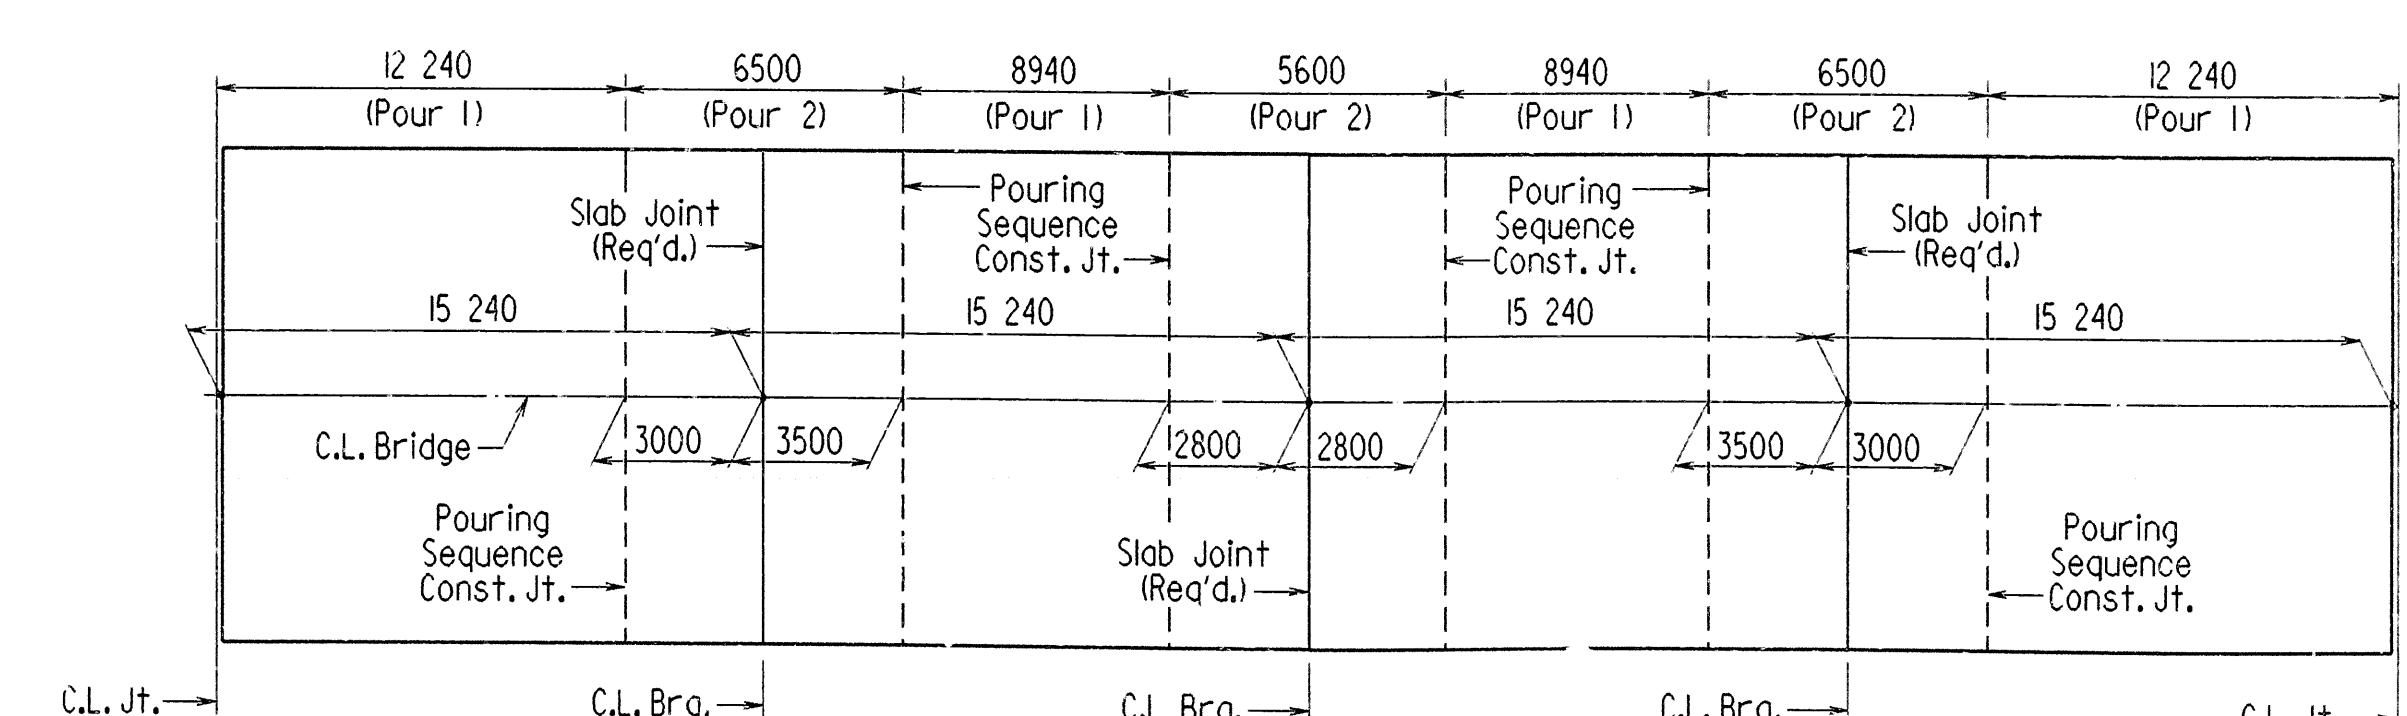 12 240 6500 8940 5600 8940 6500 12 240
(Pour 1) (Pour 2) (Pour 1) (Pour 2) (Pour 1) (Pour 2) (Pour 1)
Slab Joint
(Req'd.)
Pouring
Sequence
Const. Jt.
Pouring
Sequence
Const. Jt.
Slab Joint
(Req'd.)
15 240 15 240 15 240 15 240
C.L. Bridge
3000 3500 2800 2800 3500 3000
Pouring
Sequence
Const. Jt.
Slab Joint
(Req'd.)
Pouring
Sequence
Const. Jt.
C.L. Jt. C.L. Brg. C.L. Brg. C.L. Brg. C.L. Jt.